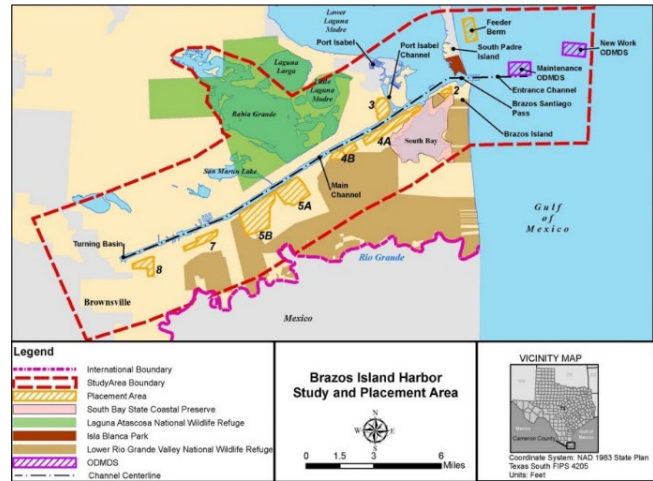 Lower
Laguna
Madre
Port Isabel
Port Isabel
Channel
Feeder
Berm
South Padre
Island
New Work
ODMDS
Maintenance
ODMDS
Entrance Channel
Brazos Santiago
Pass
Brazos Island
Laguna
Larga
Little
Laguna
Madre
Bahia Grande
3
2
4A
South Bay
4B
San Martin Lake
Main
Channel
5A
5B
Gulf
of
Mexico
Turning Basin
7
8
Rio Grande
Brownsville
Mexico
Legend
International Boundary
StudyArea Boundary
Placement Area
South Bay State Coastal Preserve
Laguna Atascosa National Wildlife Refuge
Isla Blanca Park
Lower Rio Grande Valley National Wildlife Refuge
ODMDS
Channel Centerline
Brazos Island Harbor
Study and Placement Area
N
W E
S
0 1.5 3 6
Miles
VICINITY MAP
Cameron County
Coordinate System: NAD 1983 State Plan
Texas South FIPS 4205
Units: Feet